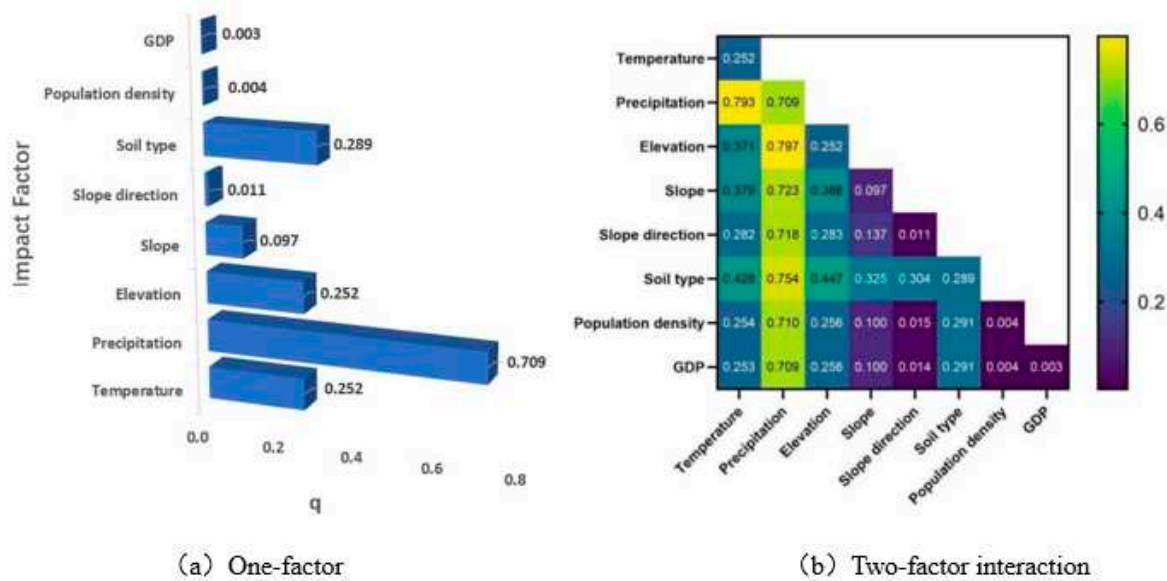 GDP
0.003
Population density
0.004
Soil type
0.289
Slope direction
0.011
Slope
0.097
Elevation
0.252
Precipitation
0.709
Temperature
0.252
Impact Factor
0.0
0.2
0.4
0.6
0.8
q
(a) One-factor
Temperature 0.252
Precipitation 0.793 0.709
Elevation 0.371 0.797 0.252
Slope 0.379 0.723 0.368 0.097
Slope direction 0.282 0.718 0.283 0.137 0.011
Soil type 0.428 0.754 0.447 0.325 0.304 0.289
Population density 0.254 0.710 0.256 0.100 0.015 0.291 0.004
GDP 0.253 0.709 0.256 0.100 0.014 0.291 0.004 0.003
Temperature
Precipitation
Elevation
Slope
Slope direction
Soil type
Population density
GDP
0.6
0.4
0.2
(b) Two-factor interaction